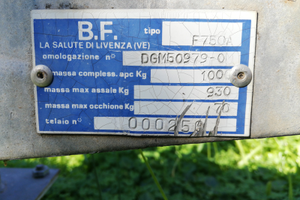 B.F. tipo F750A
LA SALUTE DI LIVENZA (VE)
omologazione n° DGM50979-0
massa compless. apc Kg 1000
massa max assale Kg 930
massa max occhione Kg 70
telaio n°